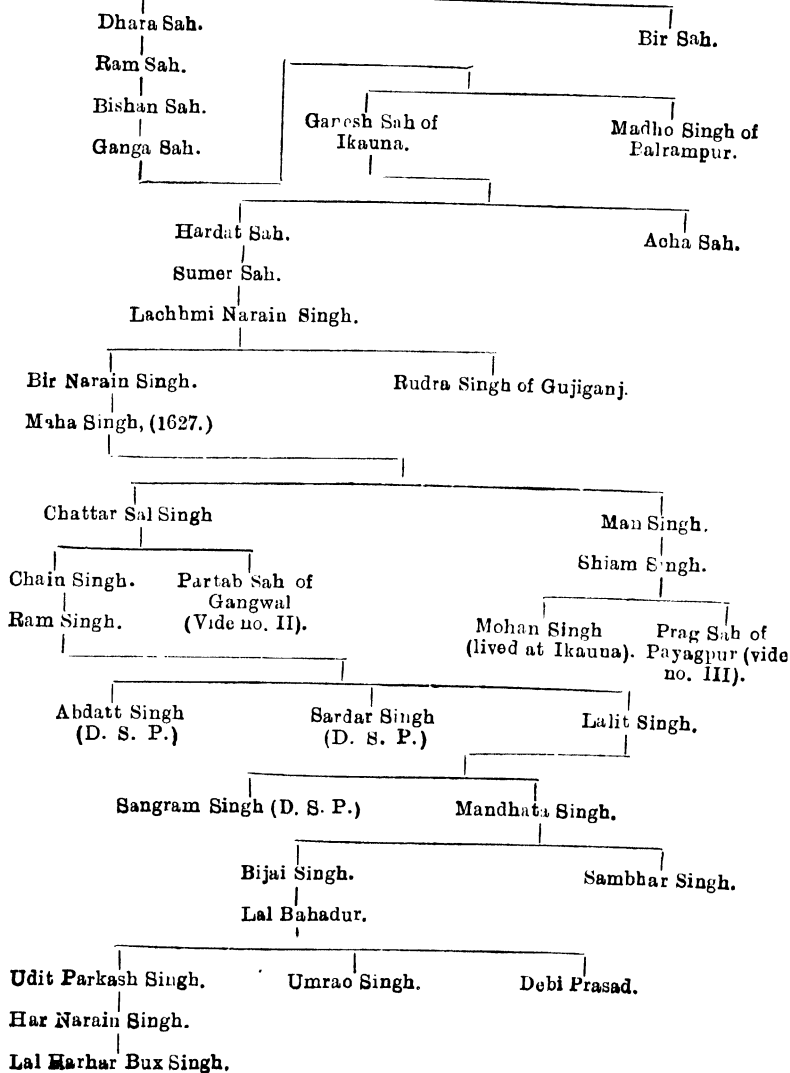 Dhara Sah.
Bir Sah.
Ram Sah.
Bishan Sah.
Ganga Sah.
Ganesh Sah of
Ikauna.
Madho Singh of
Balrampur.
Hardat Sah.
Acha Sah.
Sumer Sah.
Lachhmi Narain Singh.
Bir Narain Singh.
Rudra Singh of Gujiganj.
Maha Singh, (1627.)
Chattar Sal Singh
Man Singh.
Shiam Singh.
Chain Singh.
Partab Sah of
Gangwal
(Vide no. II).
Ram Singh.
Mohan Singh
(lived at Ikauna).
Prag Sah of
Payagpur (vide
no. III).
Abdatt Singh
(D. S. P.)
Sardar Singh
(D. S. P.)
Lalit Singh.
Sangram Singh (D. S. P.)
Mandhata Singh.
Bijai Singh.
Sambhar Singh.
Lal Bahadur.
Udit Parkash Singh.
Umrao Singh.
Debi Prasad.
Har Narain Singh.
Lal Harhar Bux Singh.